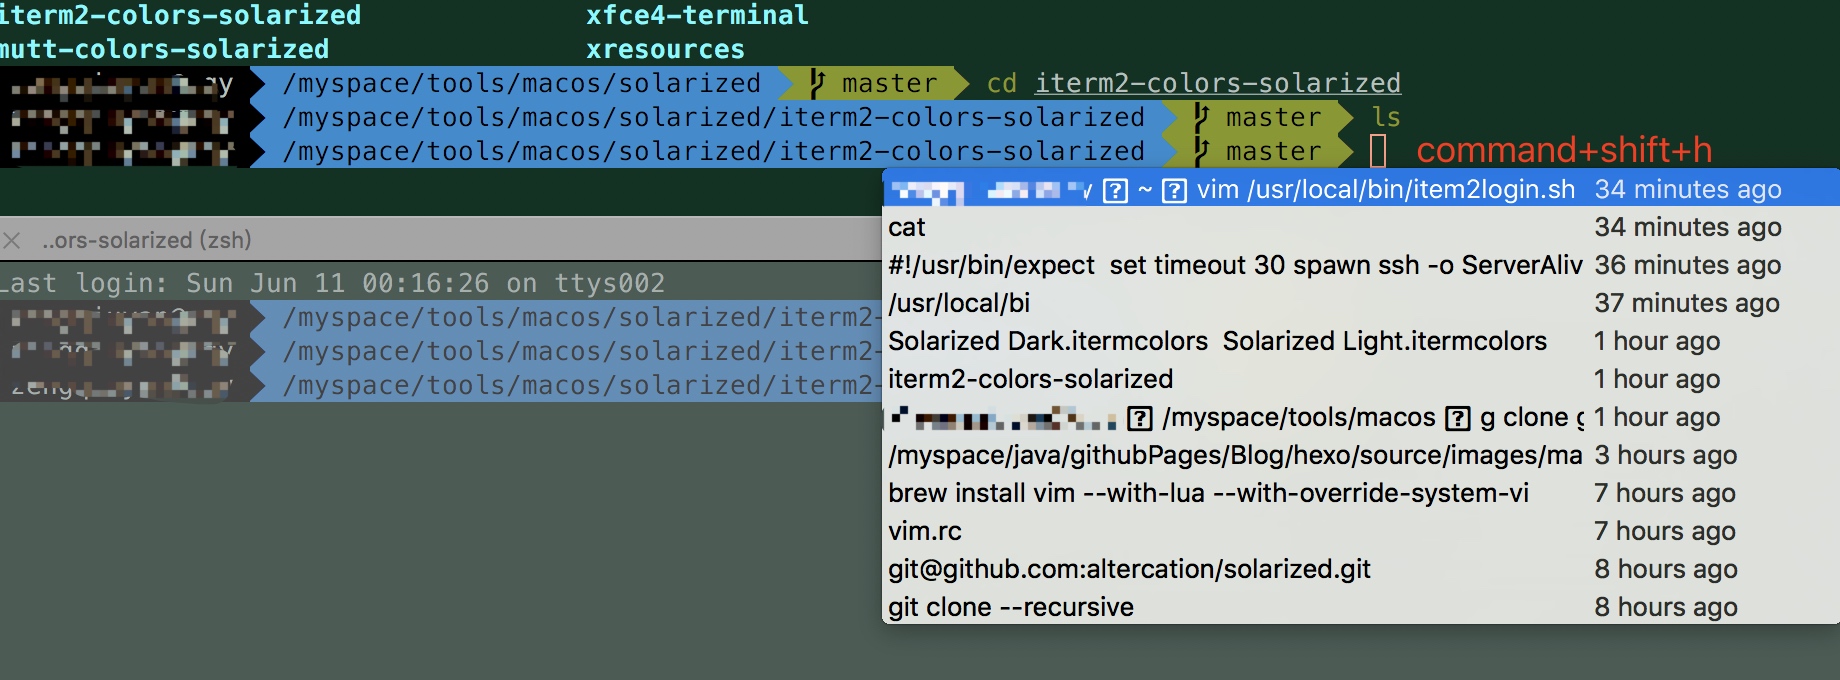 iterm2-colors-solarized xfce4-terminal
mutt-colors-solarized xresources
/myspace/tools/macos/solarized master cd iterm2-colors-solarized
/myspace/tools/macos/solarized/iterm2-colors-solarized master ls
/myspace/tools/macos/solarized/iterm2-colors-solarized master command+shift+h
~ vim /usr/local/bin/item2login.sh 34 minutes ago
cat 34 minutes ago
#!/usr/bin/expect set timeout 30 spawn ssh -o ServerAliv 36 minutes ago
/usr/local/bi 37 minutes ago
Solarized Dark.itermcolors Solarized Light.itermcolors 1 hour ago
iterm2-colors-solarized 1 hour ago
/myspace/tools/macos g clone g 1 hour ago
/myspace/java/githubPages/Blog/hexo/source/images/ma 3 hours ago
brew install vim --with-lua --with-override-system-vi 7 hours ago
vim.rc 7 hours ago
git@github.com:altercation/solarized.git 8 hours ago
git clone --recursive 8 hours ago
..ors-solarized (zsh)
Last login: Sun Jun 11 00:16:26 on ttys002
/myspace/tools/macos/solarized/iterm2-
/myspace/tools/macos/solarized/iterm2-
/myspace/tools/macos/solarized/iterm2-